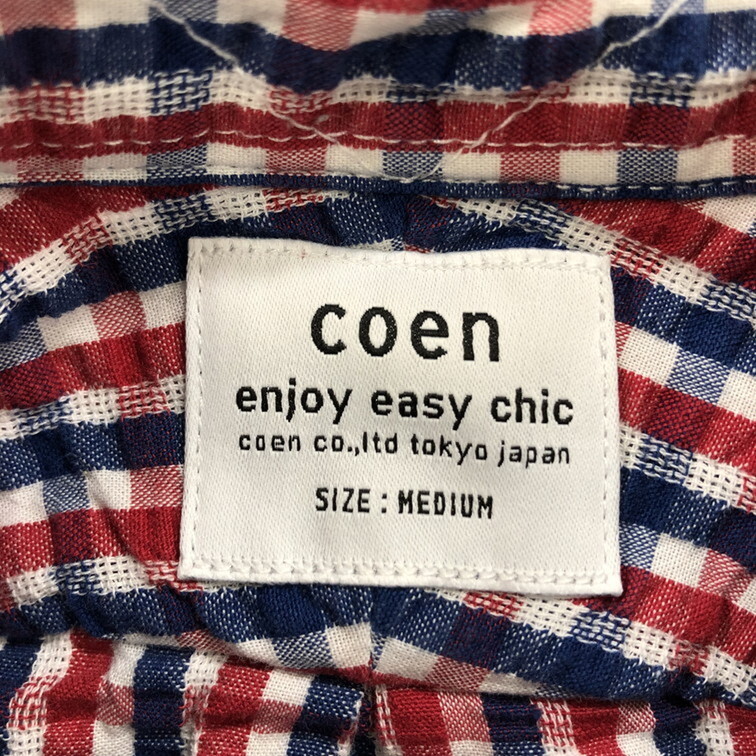 coen
enjoy easy chic
coen co.,ltd tokyo japan
SIZE : MEDIUM